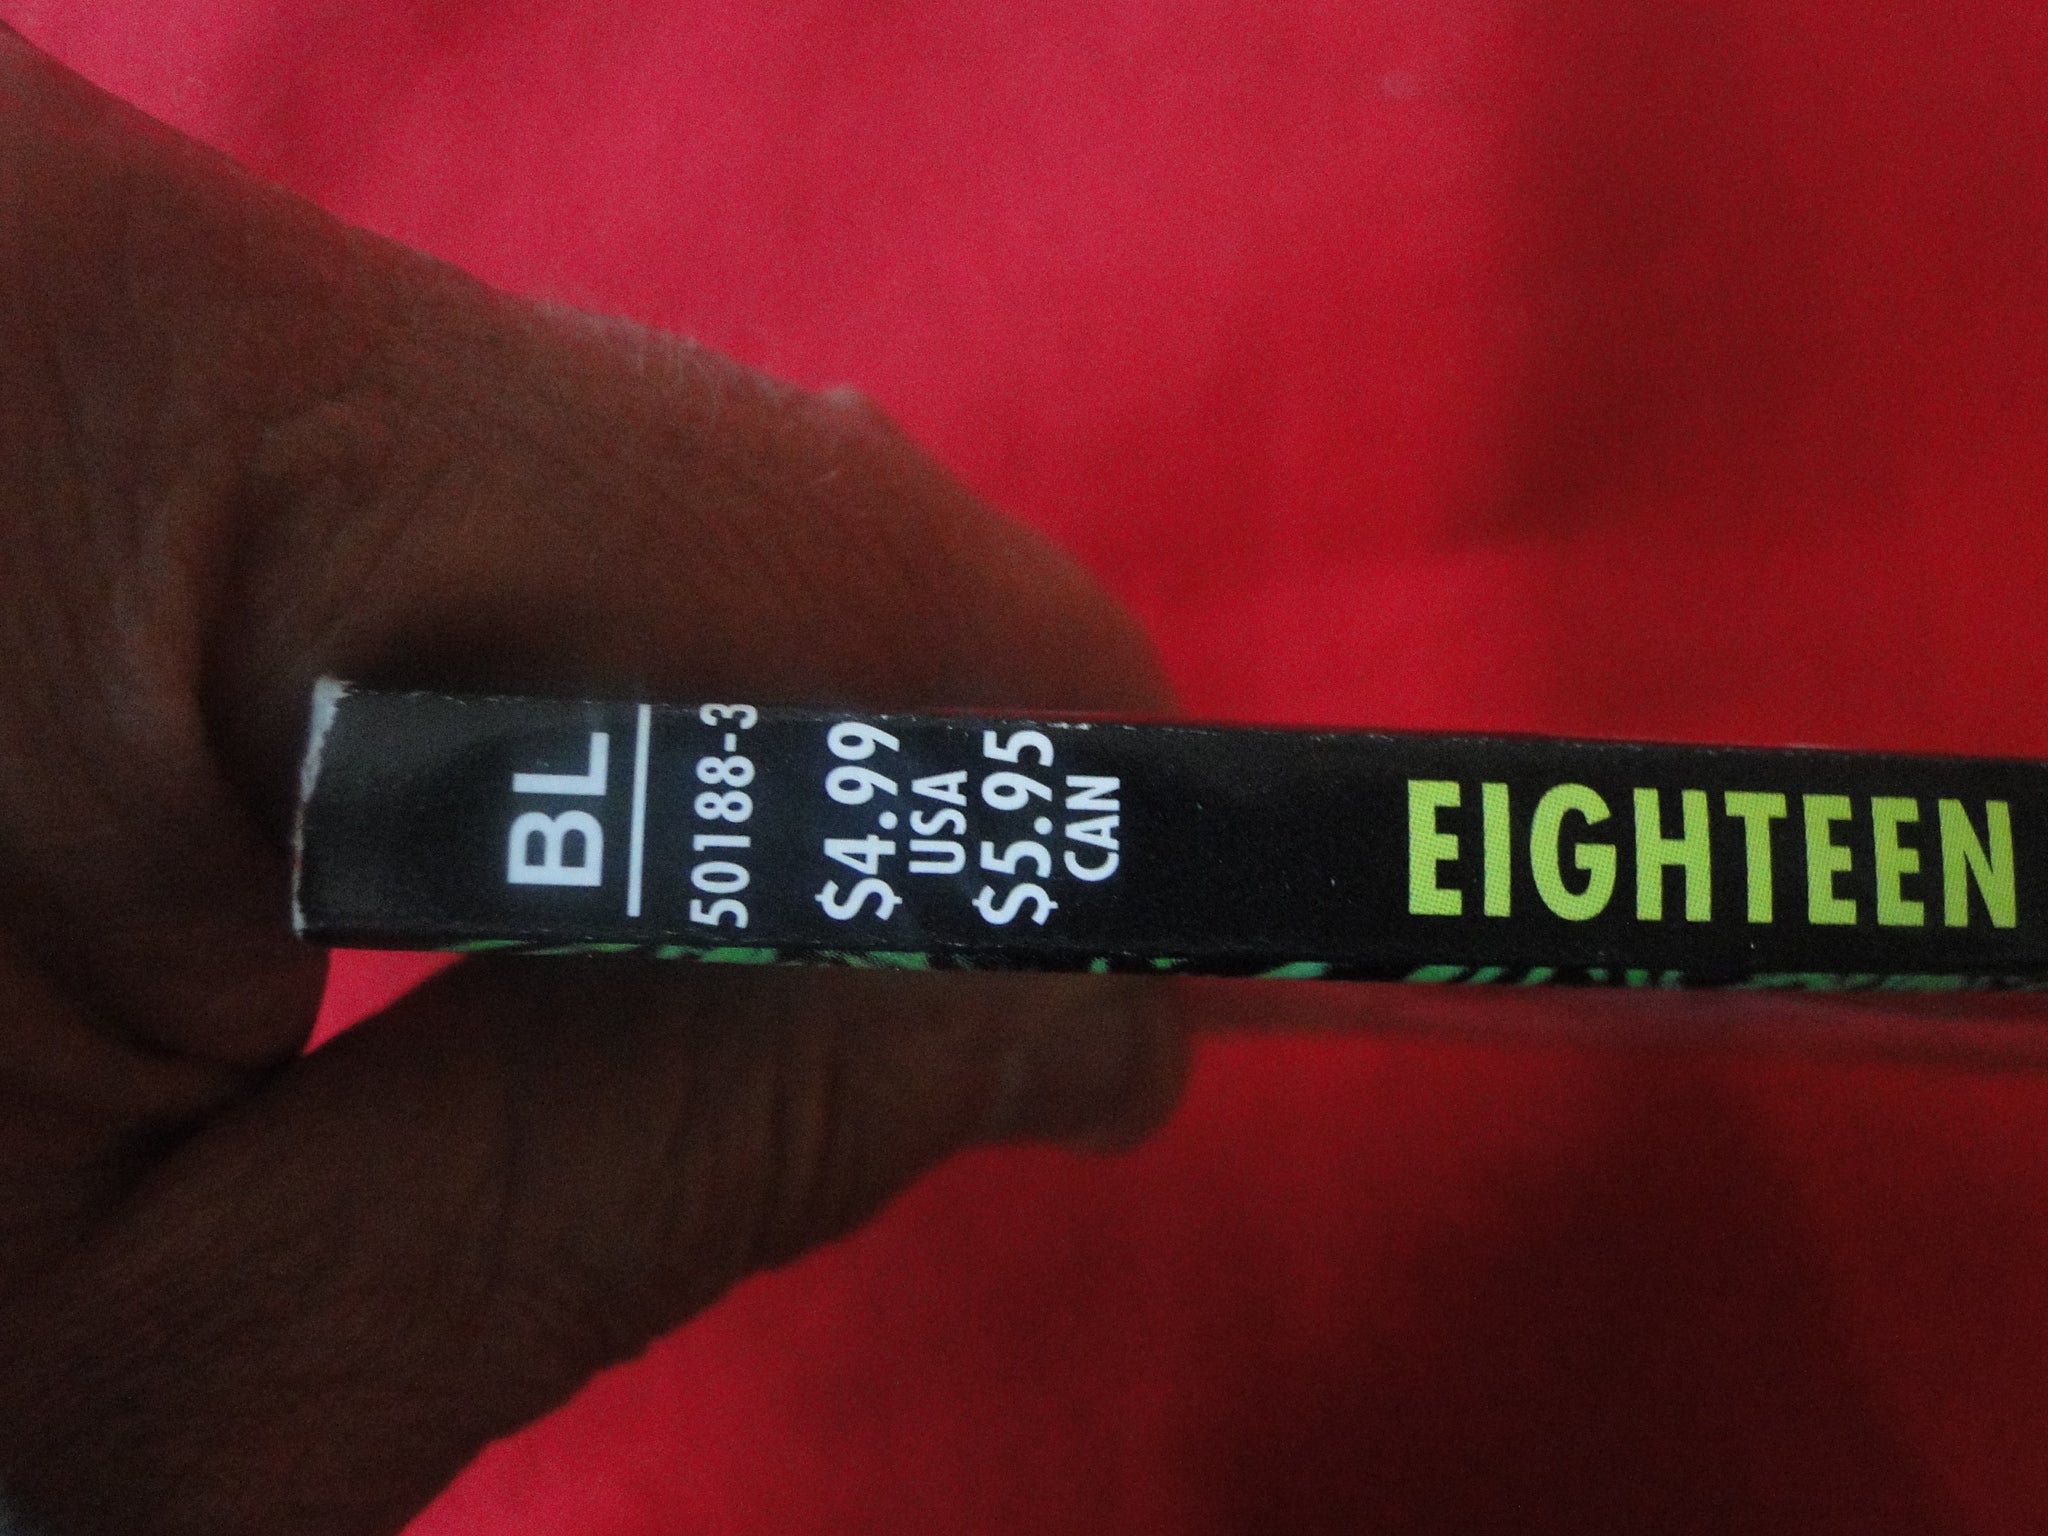 BL
50188-3
$4.99
USA
$5.95
CAN
EIGHTEEN